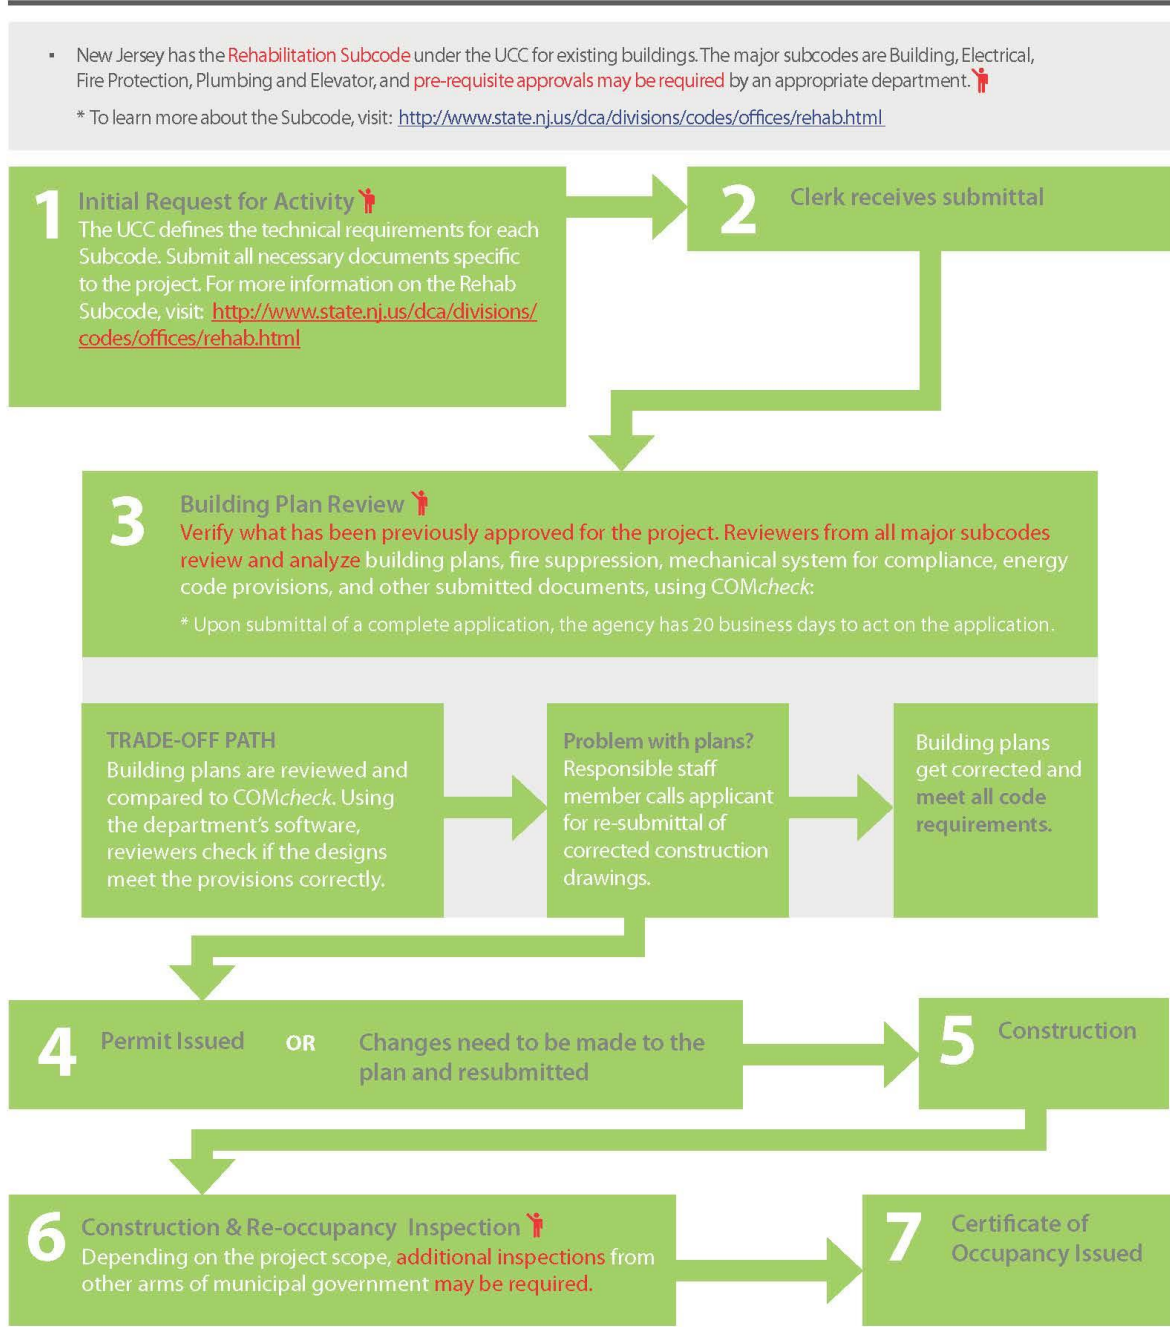 ▪ New Jersey has the Rehabilitation Subcode under the UCC for existing buildings. The major subcodes are Building, Electrical,
Fire Protection, Plumbing and Elevator, and pre-requisite approvals may be required by an appropriate department.
* To learn more about the Subcode, visit: http://www.state.nj.us/dca/divisions/codes/offices/rehab.html
1 Initial Request for Activity
The UCC defines the technical requirements for each
Subcode. Submit all necessary documents specific
to the project. For more information on the Rehab
Subcode, visit: http://www.state.nj.us/dca/divisions/
codes/offices/rehab.html
2 Clerk receives submittal
3 Building Plan Review
Verify what has been previously approved for the project. Reviewers from all major subcodes
review and analyze building plans, fire suppression, mechanical system for compliance, energy
code provisions, and other submitted documents, using COMcheck:
* Upon submittal of a complete application, the agency has 20 business days to act on the application.
TRADE-OFF PATH
Building plans are reviewed and
compared to COMcheck. Using
the department's software,
reviewers check if the designs
meet the provisions correctly.
Problem with plans?
Responsible staff
member calls applicant
for re-submittal of
corrected construction
drawings.
Building plans
get corrected and
meet all code
requirements.
4 Permit Issued OR Changes need to be made to the
plan and resubmitted
5 Construction
6 Construction & Re-occupancy Inspection
Depending on the project scope, additional inspections from
other arms of municipal government may be required.
7 Certificate of
Occupancy Issued